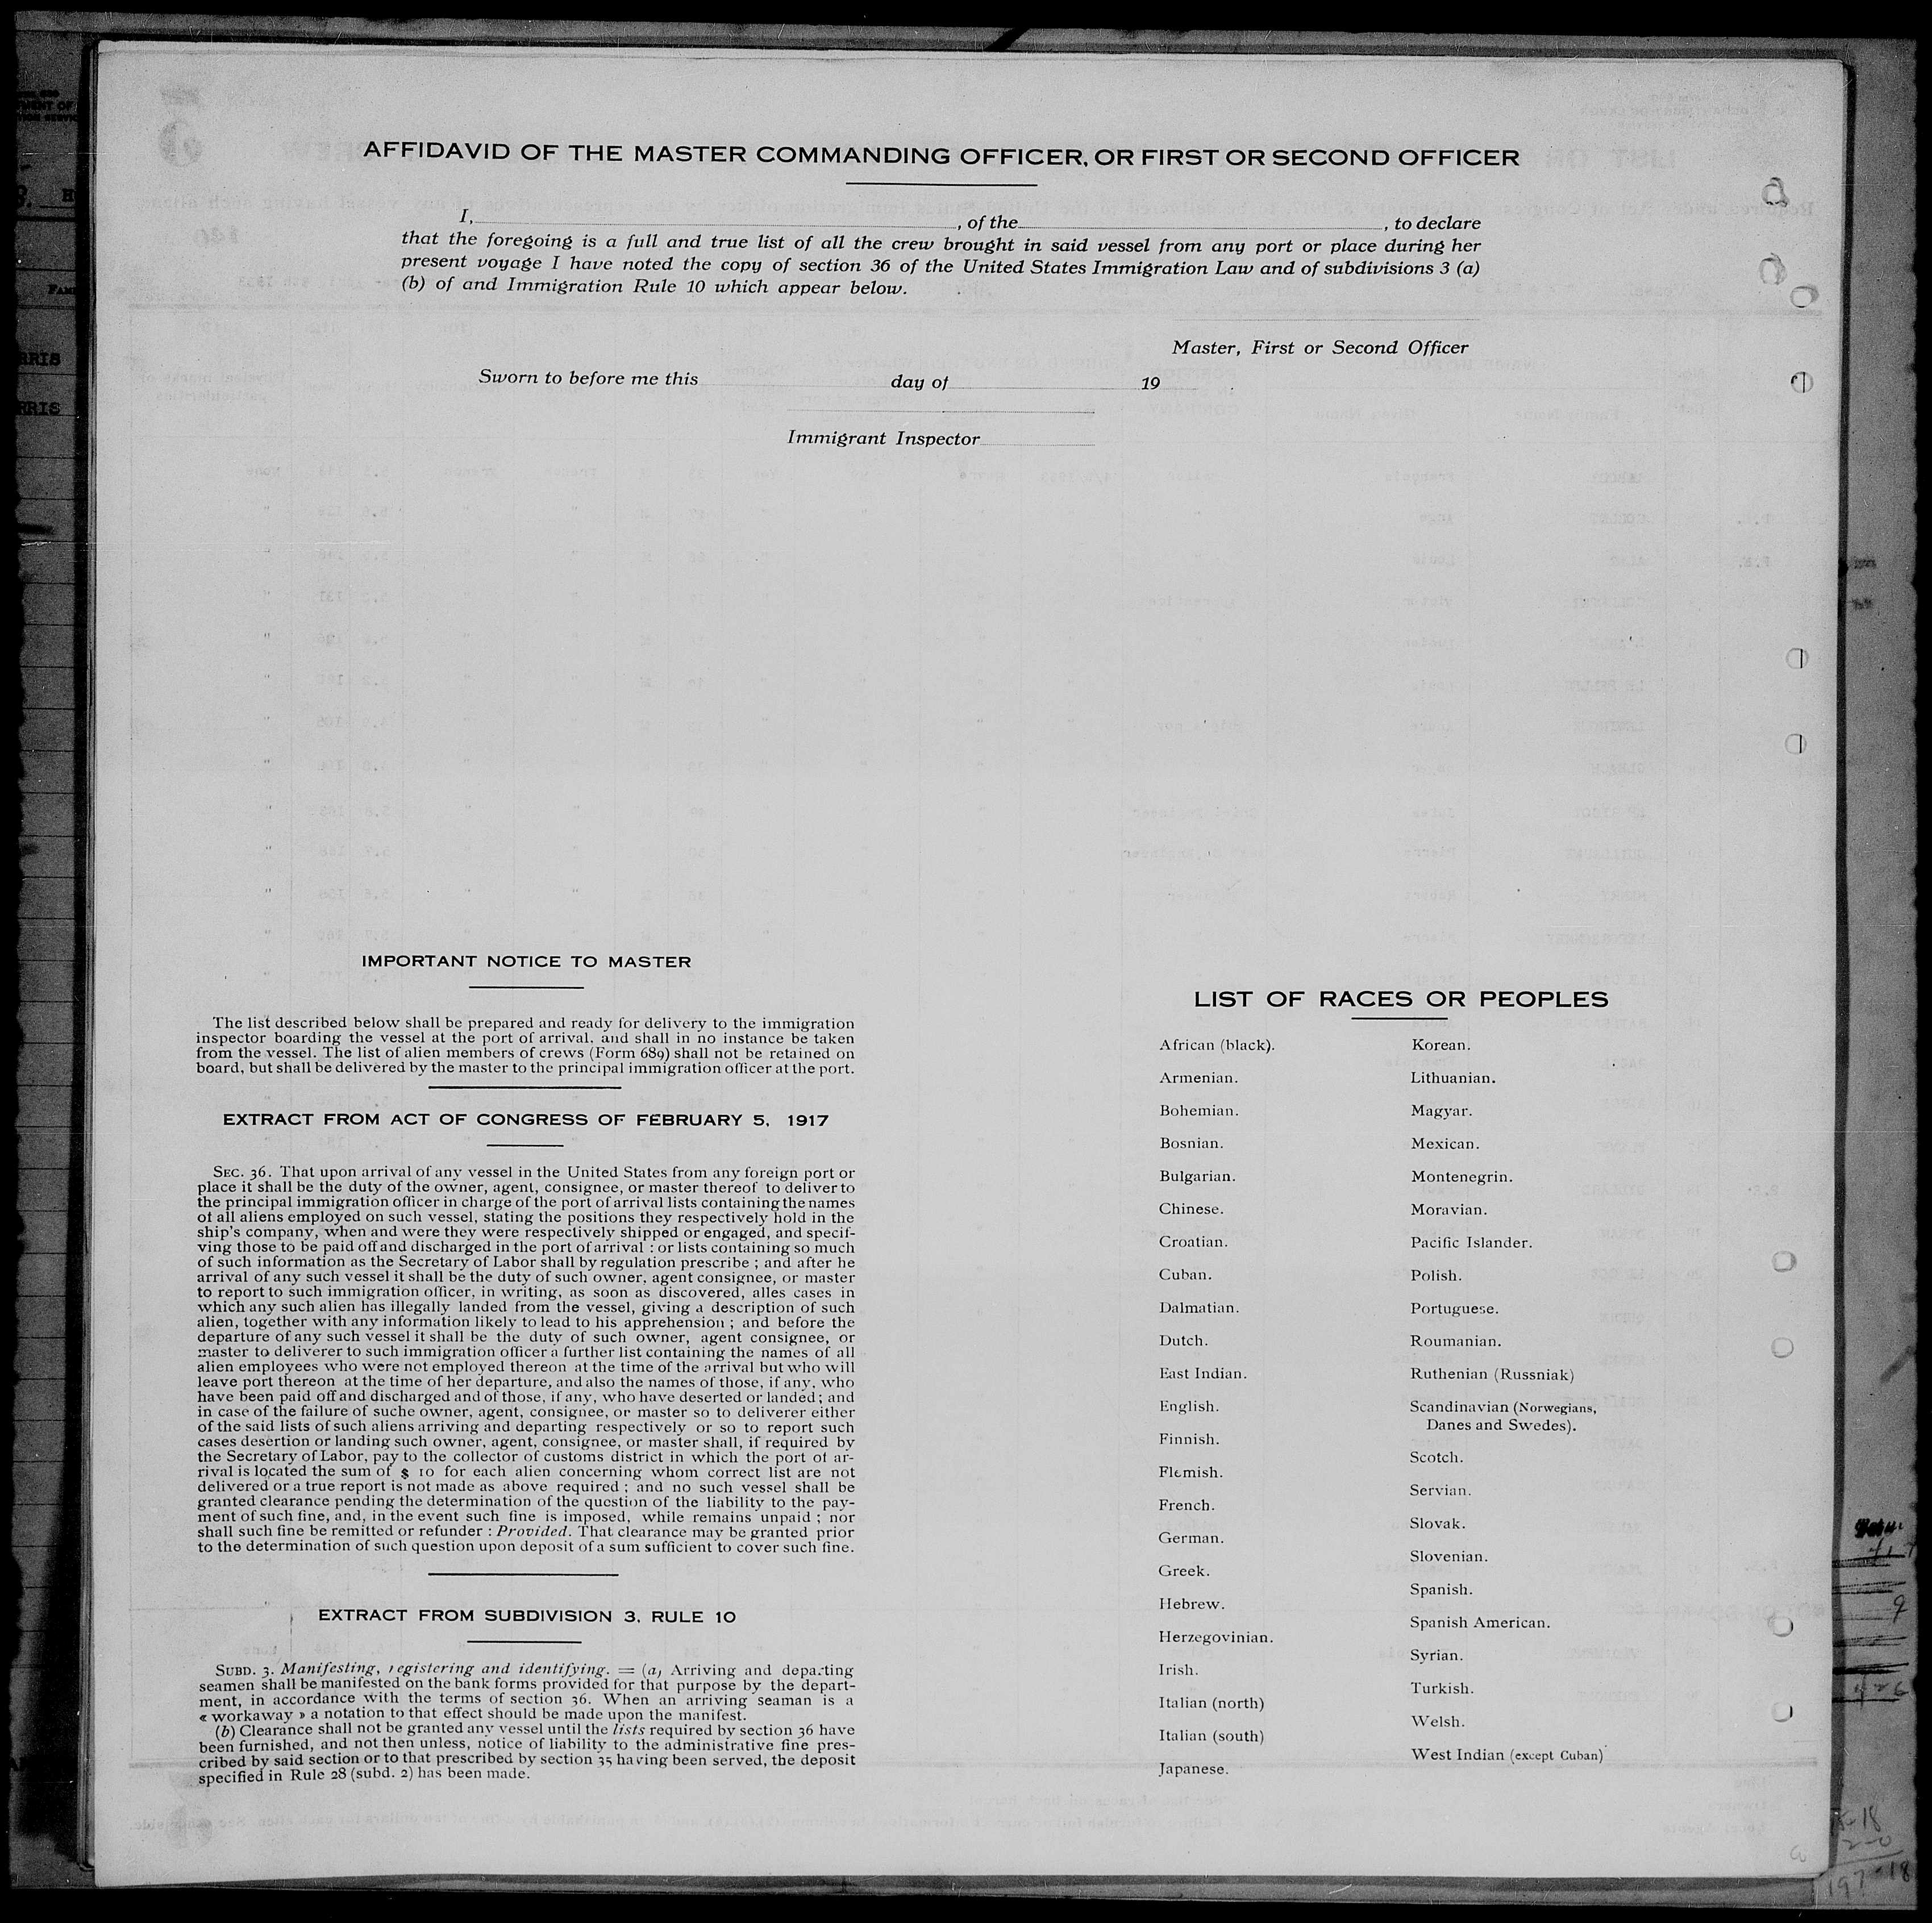 AFFIDAVID OF THE MASTER COMMANDING OFFICER, OR FIRST OR SECOND OFFICER
I, , of the , to declare
that the foregoing is a full and true list of all the crew brought in said vessel from any port or place during her
present voyage I have noted the copy of section 36 of the United States Immigration Law and of subdivisions 3 (a)
(b) of and Immigration Rule 10 which appear below.
Master, First or Second Officer
Sworn to before me this day of 19
Immigrant Inspector
IMPORTANT NOTICE TO MASTER
The list described below shall be prepared and ready for delivery to the immigration
inspector boarding the vessel at the port of arrival, and shall in no instance be taken
from the vessel. The list of alien members of crews (Form 689) shall not be retained on
board, but shall be delivered by the master to the principal immigration officer at the port.
EXTRACT FROM ACT OF CONGRESS OF FEBRUARY 5, 1917
SEC. 36. That upon arrival of any vessel in the United States from any foreign port or
place it shall be the duty of the owner, agent, consignee, or master thereof to deliver to
the principal immigration officer in charge of the port of arrival lists containing the names
of all aliens employed on such vessel, stating the positions they respectively hold in the
ship's company, when and were they were respectively shipped or engaged, and specif-
ving those to be paid off and discharged in the port of arrival : or lists containing so much
of such information as the Secretary of Labor shall by regulation prescribe ; and after he
arrival of any such vessel it shall be the duty of such owner, agent consignee, or master
to report to such immigration officer, in writing, as soon as discovered, alles cases in
which any such alien has illegally landed from the vessel, giving a description of such
alien, together with any information likely to lead to his apprehension ; and before the
departure of any such vessel it shall be the duty of such owner, agent consignee, or
master to deliverer to such immigration officer a further list containing the names of all
alien employees who were not employed thereon at the time of the arrival but who will
leave port thereon at the time of her departure, and also the names of those, if any, who
have been paid off and discharged and of those, if any, who have deserted or landed ; and
in case of the failure of suche owner, agent, consignee, or master so to deliverer either
of the said lists of such aliens arriving and departing respectively or so to report such
cases desertion or landing such owner, agent, consignee, or master shall, if required by
the Secretary of Labor, pay to the collector of customs district in which the port of ar-
rival is located the sum of $ 10 for each alien concerning whom correct list are not
delivered or a true report is not made as above required ; and no such vessel shall be
granted clearance pending the determination of the question of the liability to the pay-
ment of such fine, and, in the event such fine is imposed, while remains unpaid ; nor
shall such fine be remitted or refunder : Provided. That clearance may be granted prior
to the determination of such question upon deposit of a sum sufficient to cover such fine.
EXTRACT FROM SUBDIVISION 3, RULE 10
SUBD. 3. Manifesting, registering and identifying. = (a) Arriving and departing
seamen shall be manifested on the bank forms provided for that purpose by the depart-
ment, in accordance with the terms of section 36. When an arriving seaman is a
« workaway » a notation to that effect should be made upon the manifest.
(b) Clearance shall not be granted any vessel until the lists required by section 36 have
been furnished, and not then unless, notice of liability to the administrative fine pres-
cribed by said section or to that prescribed by section 35 having been served, the deposit
specified in Rule 28 (subd. 2) has been made.
LIST OF RACES OR PEOPLES
African (black).
Armenian.
Bohemian.
Bosnian.
Bulgarian.
Chinese.
Croatian.
Cuban.
Dalmatian.
Dutch.
East Indian.
English.
Finnish.
Flemish.
French.
German.
Greek.
Hebrew.
Herzegovinian.
Irish.
Italian (north)
Italian (south)
Japanese.
Korean.
Lithuanian.
Magyar.
Mexican.
Montenegrin.
Moravian.
Pacific Islander.
Polish.
Portuguese.
Roumanian.
Ruthenian (Russniak)
Scandinavian (Norwegians,
Danes and Swedes).
Scotch.
Servian.
Slovak.
Slovenian.
Spanish.
Spanish American.
Syrian.
Turkish.
Welsh.
West Indian (except Cuban)